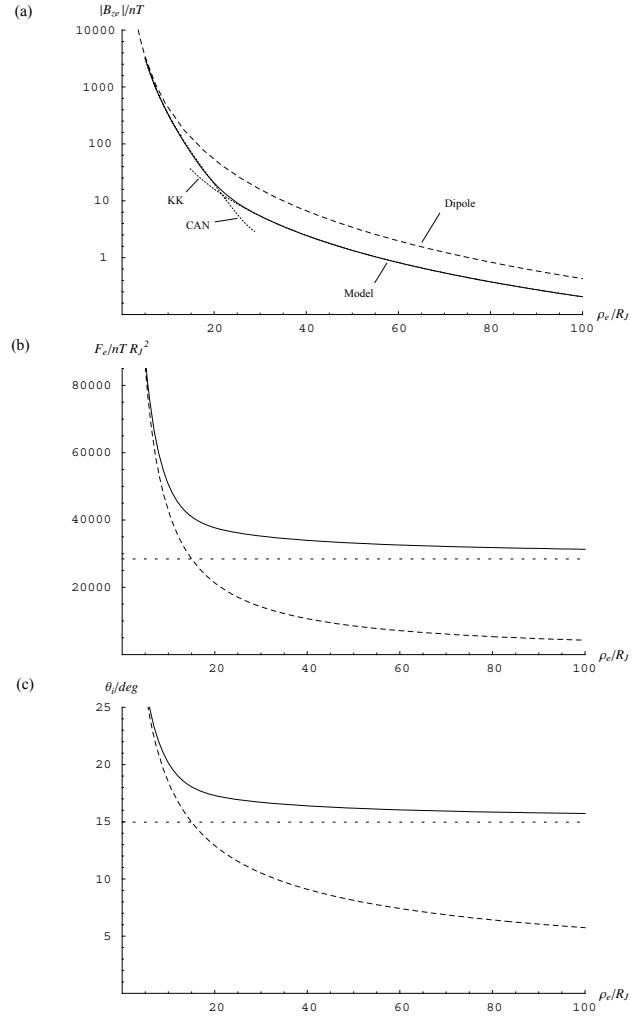 (a)
|B_ze|/nT
10000
1000
100
10
1
KK
CAN
Dipole
Model
20 40 60 80 100
ρ_e/R_J
(b)
F_e/nT R_J^2
80000
60000
40000
20000
20 40 60 80 100
ρ_e/R_J
(c)
θ_i/deg
25
20
15
10
5
20 40 60 80 100
ρ_e/R_J